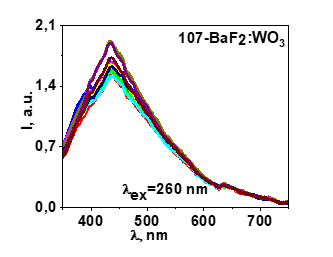 2,1
107-BaF2:WO3
1,4
I, a.u.
0,7
λex=260 nm
0,0
400 500 600 700
λ, nm